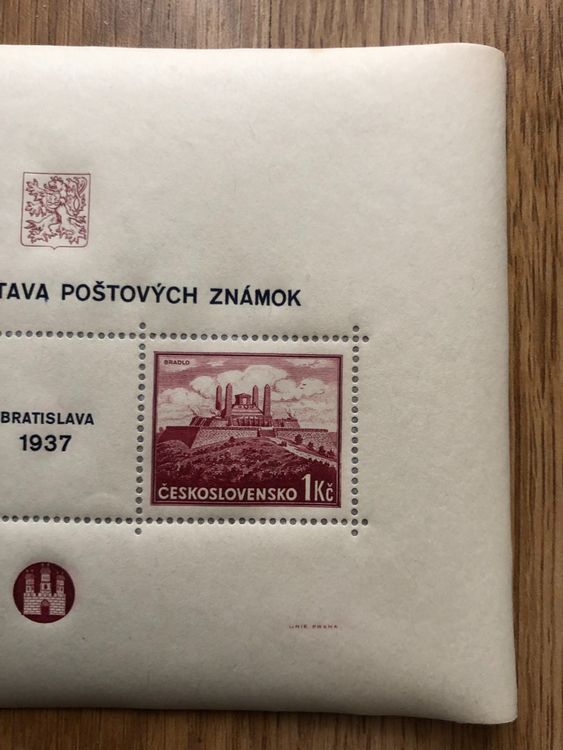 TAVA POŠTOVÝCH ZNÁMOK
BRADLO
BRATISLAVA
1937
ČESKOSLOVENSKO 1Kč
UNIE PRAHA